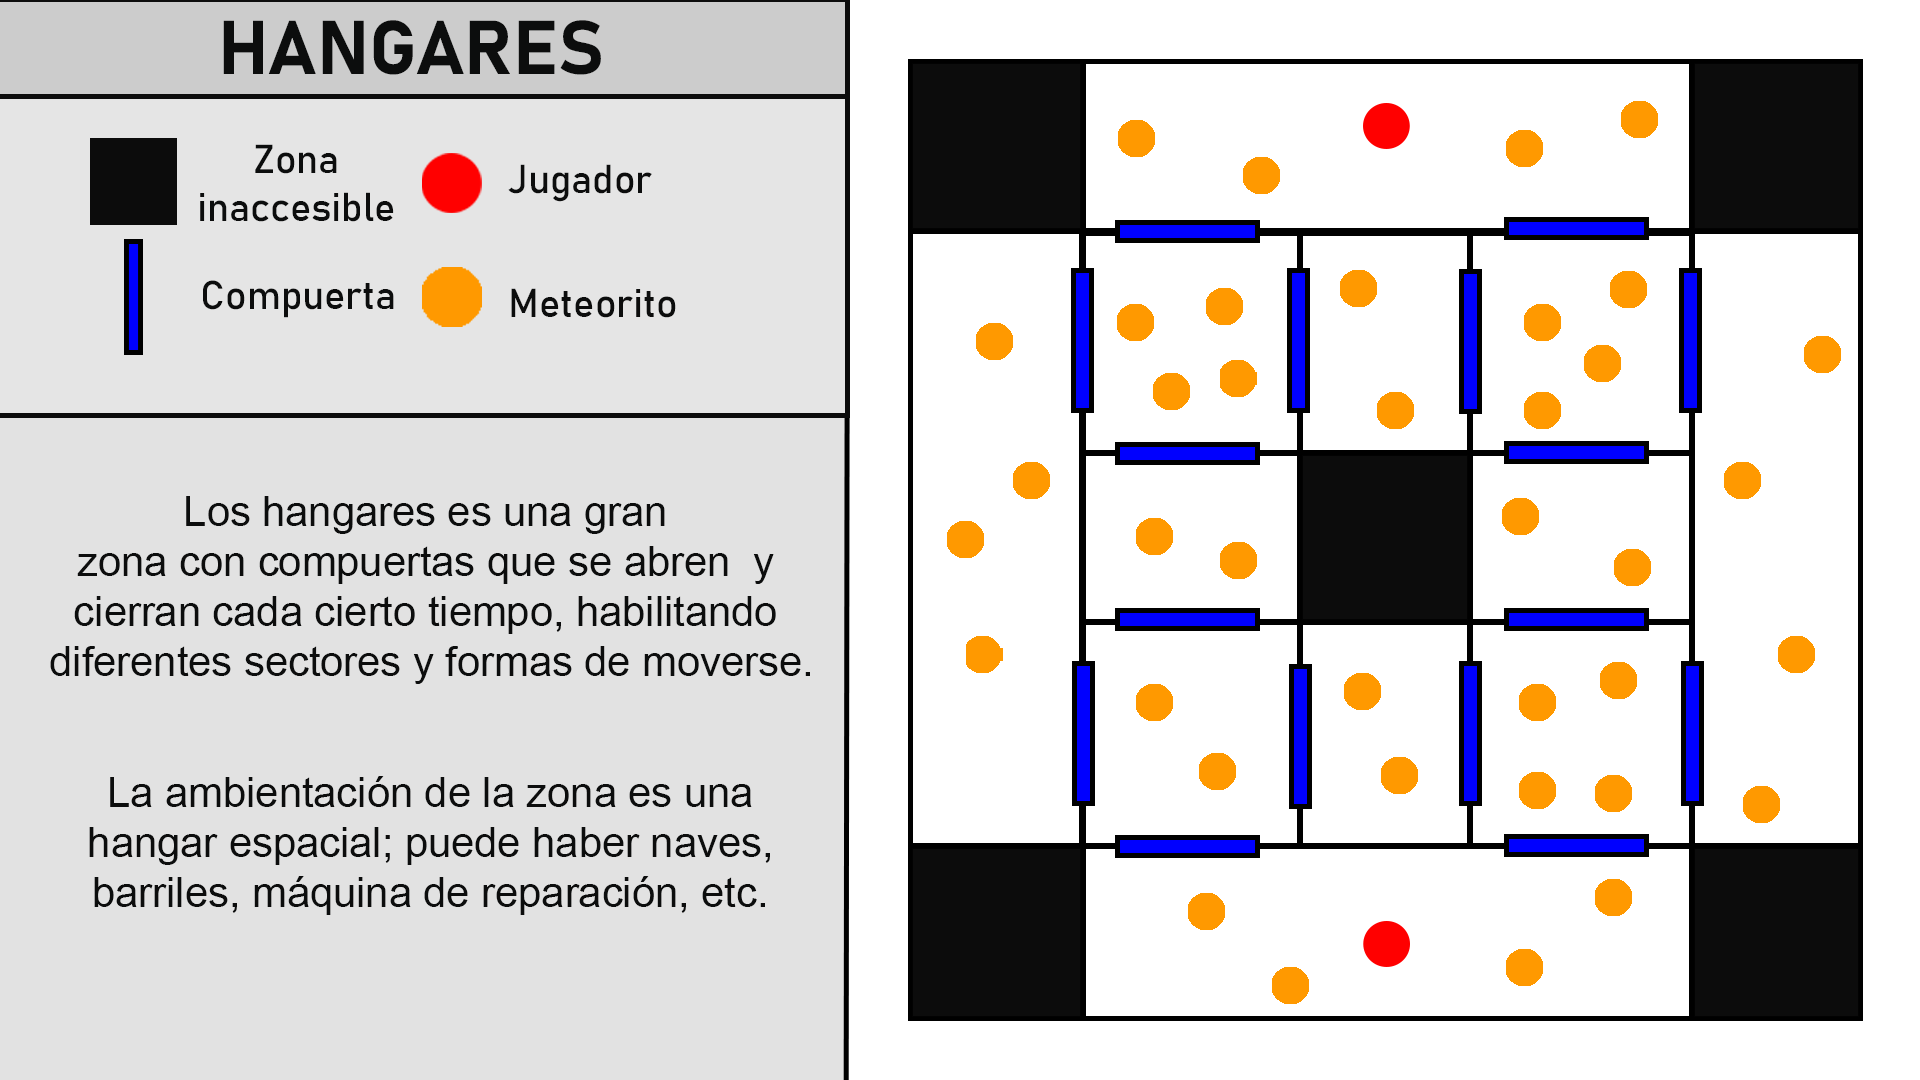 HANGARES
Zona
inaccesible
Jugador
Compuerta
Meteorito
Los hangares es una gran
zona con compuertas que se abren  y
cierran cada cierto tiempo, habilitando
diferentes sectores y formas de moverse.
La ambientación de la zona es una
hangar espacial; puede haber naves,
barriles, máquina de reparación, etc.